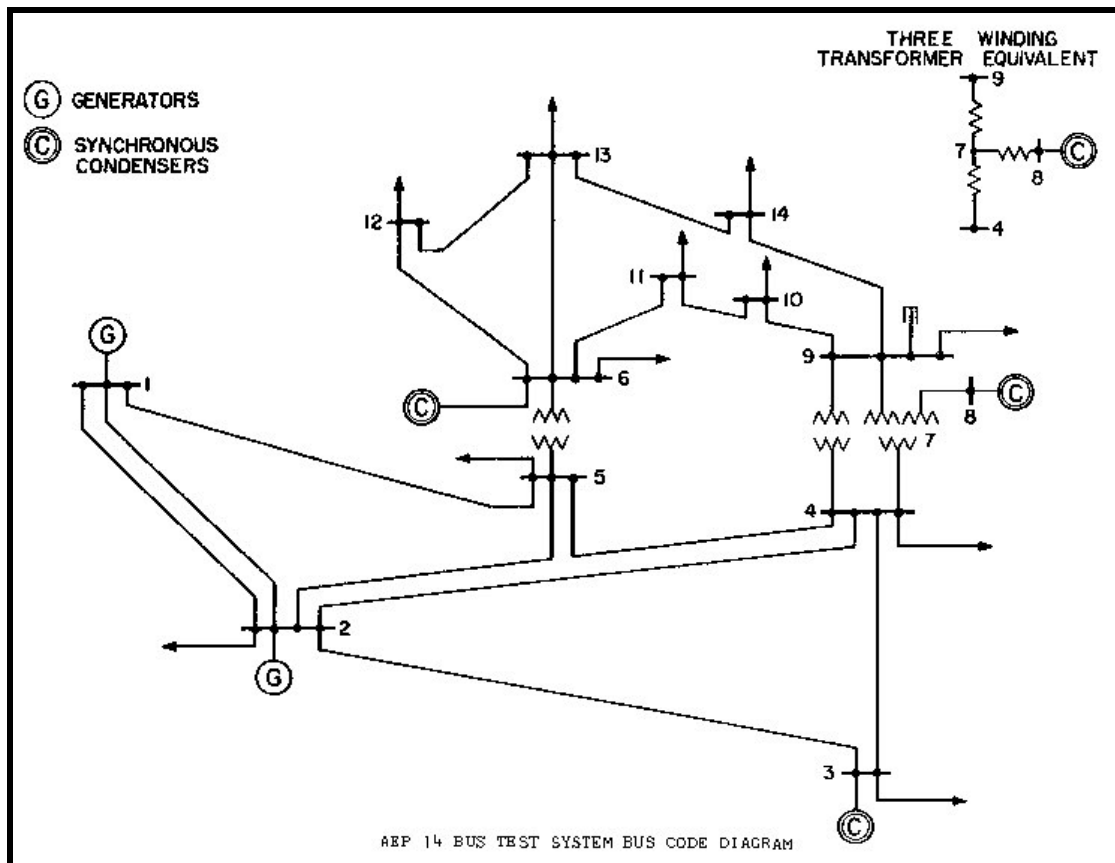 THREE WINDING
TRANSFORMER EQUIVALENT
9
7
C
8
4
G GENERATORS
C SYNCHRONOUS
CONDENSERS
13
12
14
11
10
G
1
9
6
C
8
C
7
5
4
2
G
3
C
AEP 14 BUS TEST SYSTEM BUS CODE DIAGRAM